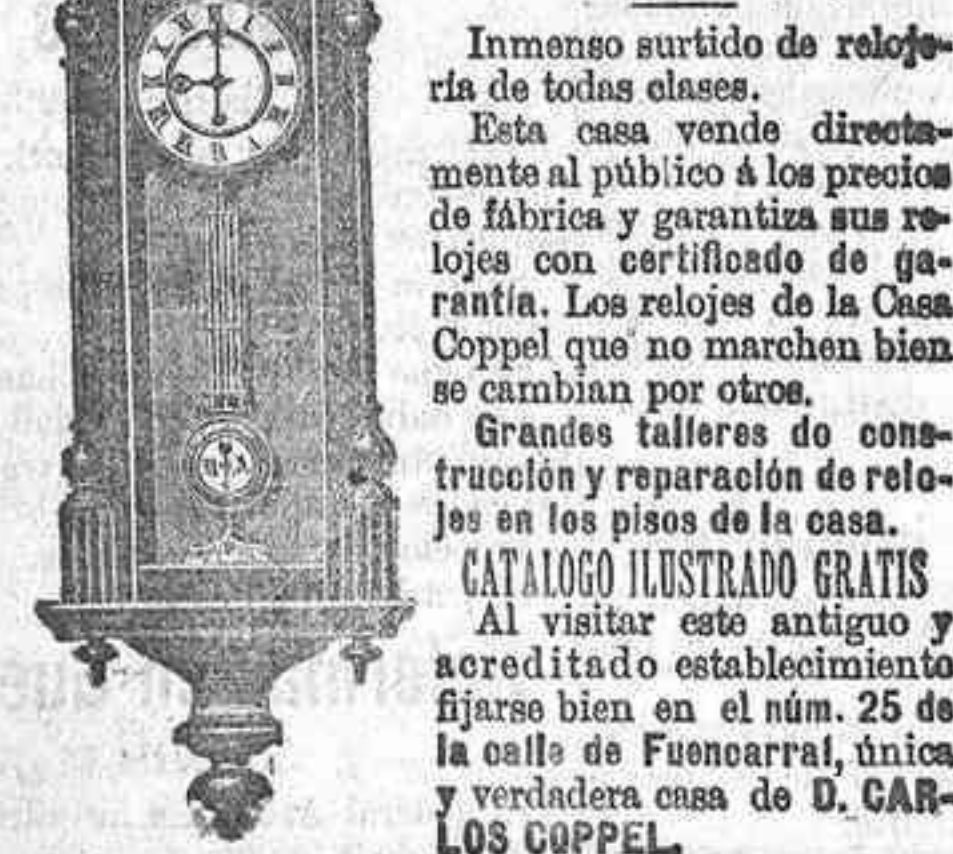 Inmenso surtido de reloje-
ría de todas clases.
Esta casa vende directa-
mente al público á los precios
de fábrica y garantiza sus re-
lojes con certificado de ga-
rantía. Los relojes de la Casa
Coppel que no marchen bien
se cambian por otros.
Grandes talleres de cons-
trucción y reparación de relo-
jes en los pisos de la casa.
CATALOGO ILUSTRADO GRATIS
Al visitar este antiguo y
acreditado establecimiento
fijarse bien en el núm. 25 de
la calle de Fuencarral, única
y verdadera casa de D. CAR-
LOS COPPEL.